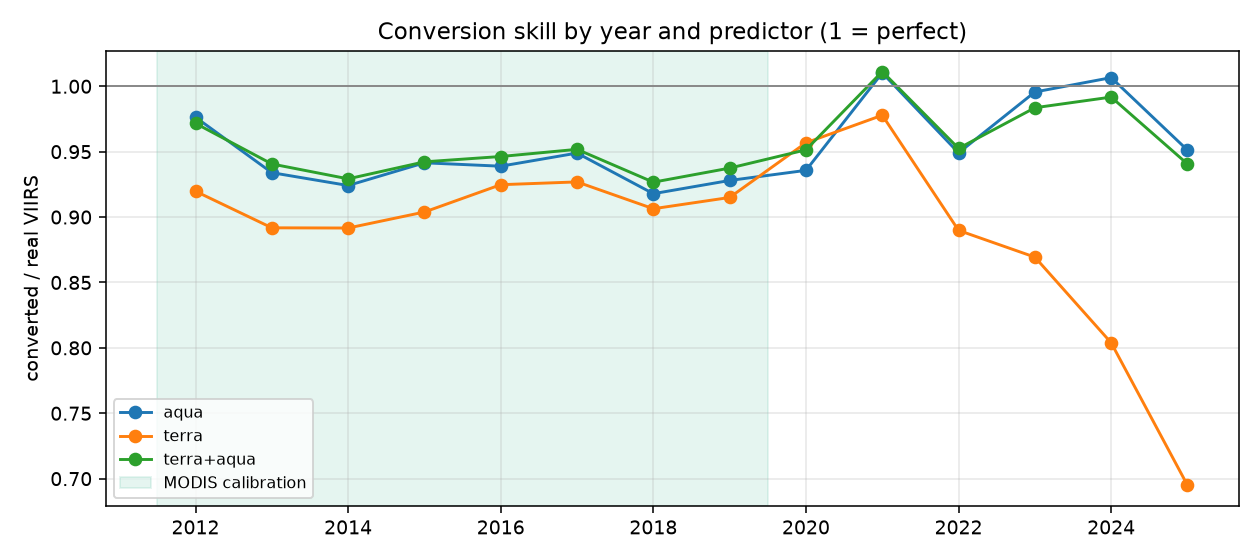 Conversion skill by year and predictor (1 = perfect)
converted / real VIIRS
1.00
0.95
0.90
0.85
0.80
0.75
0.70
aqua
terra
terra+aqua
MODIS calibration
2012
2014
2016
2018
2020
2022
2024